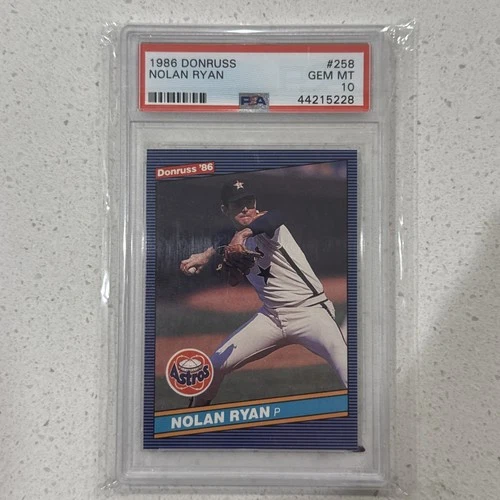 1986 DONRUSS #258
NOLAN RYAN GEM MT
10
PSA 44215228
Donruss '86
Astros
NOLAN RYAN P